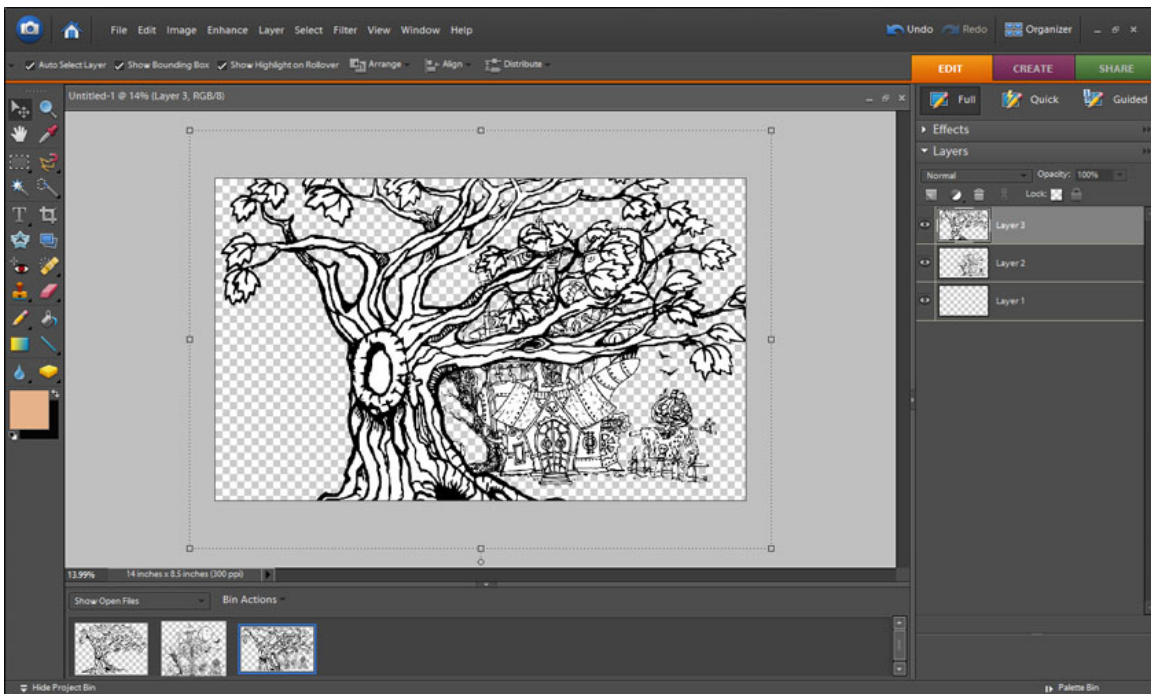 File Edit Image Enhance Layer Select Filter View Window Help
Undo Redo Organizer
Auto Select Layer Show Bounding Box Show Highlight on Rollover Arrange Align Distribute
EDIT CREATE SHARE
Untitled-1 @ 14% (Layer 3, RGB/8)
Full Quick Guided
Effects
Layers
Normal Opacity: 100%
Lock:
Layer 3
Layer 2
Layer 1
13.99% 14 inches x 8.5 inches (300 ppi)
Show Open Files Bin Actions
Hide Project Bin Palette Bin